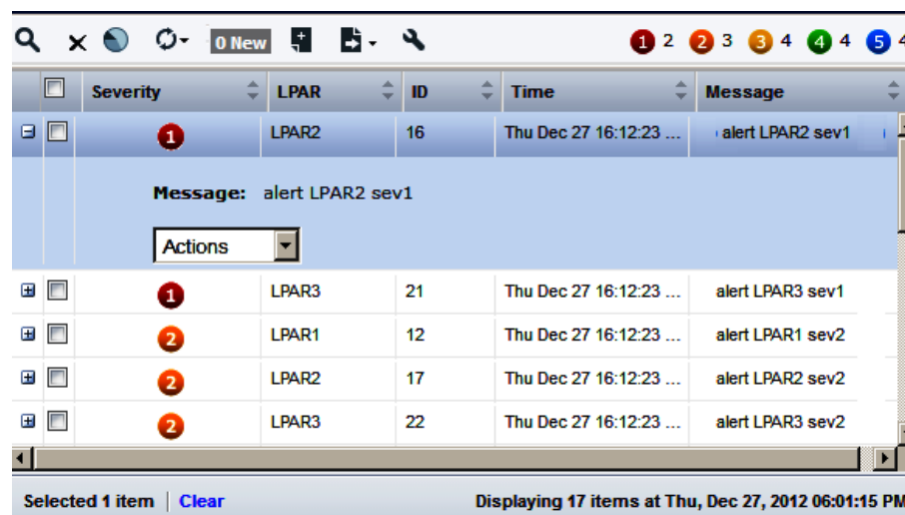 0 New 1 2 2 3 3 4 4 4 5 4
Severity LPAR ID Time Message
1 LPAR2 16 Thu Dec 27 16:12:23 ... alert LPAR2 sev1
Message: alert LPAR2 sev1
Actions
1 LPAR3 21 Thu Dec 27 16:12:23 ... alert LPAR3 sev1
2 LPAR1 12 Thu Dec 27 16:12:23 ... alert LPAR1 sev2
2 LPAR2 17 Thu Dec 27 16:12:23 ... alert LPAR2 sev2
2 LPAR3 22 Thu Dec 27 16:12:23 ... alert LPAR3 sev2
Selected 1 item | Clear Displaying 17 items at Thu, Dec 27, 2012 06:01:15 PM